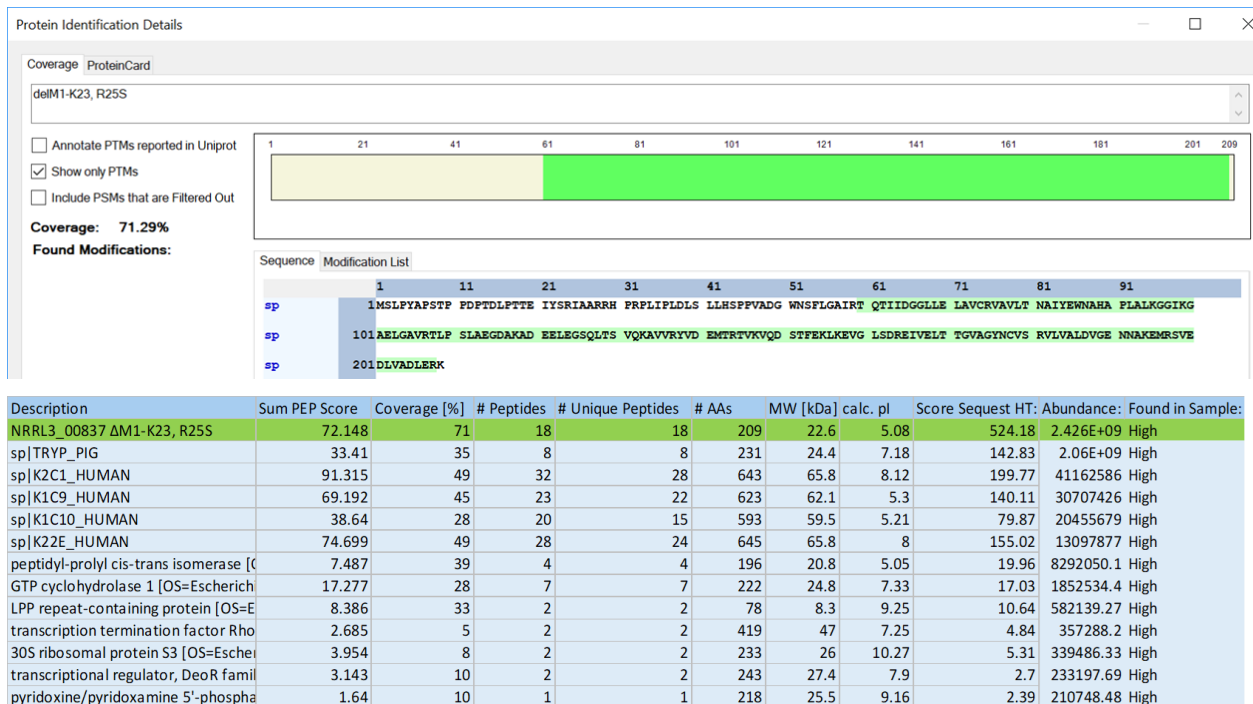 Protein Identification Details
Coverage ProteinCard
delM1-K23, R25S
Annotate PTMs reported in Uniprot
Show only PTMs
Include PSMs that are Filtered Out
Coverage: 71.29%
Found Modifications:
1 21 41 61 81 101 121 141 161 181 201 209
Sequence Modification List
1 11 21 31 41 51 61 71 81 91
sp 1 MSLPYAPSTP PDPTDLPTTE IYSRIAARRH PRPLIPLDLS LLHSPPVADG WNSFLGAIRT QTIIDGGLLE LAVCRVAVLT NAIYEWNAHA PLALKGGIKG
sp 101 AELGAVRTLP SLAEGDAKAD EELEGSQLTS VQKAVVRYVD EMTRTVKVQD STFEKLKEVG LSDREIVELT TGVAGYNCVS RVLVALDVGE NNAKEMRSVE
sp 201 DLVADLERK
Description Sum PEP Score Coverage [%] # Peptides # Unique Peptides # AAs MW [kDa] calc. pI Score Sequest HT: Abundance: Found in Sample:
NRRL3_00837 ΔM1-K23, R25S 72.148 71 18 18 209 22.6 5.08 524.18 2.426E+09 High
sp|TRYP_PIG 33.41 35 8 8 231 24.4 7.18 142.83 2.06E+09 High
sp|K2C1_HUMAN 91.315 49 32 28 643 65.8 8.12 199.77 41162586 High
sp|K1C9_HUMAN 69.192 45 23 22 623 62.1 5.3 140.11 30707426 High
sp|K1C10_HUMAN 38.64 28 20 15 593 59.5 5.21 79.87 20455679 High
sp|K22E_HUMAN 74.699 49 28 24 645 65.8 8 155.02 13097877 High
peptidyl-prolyl cis-trans isomerase [ 7.487 39 4 4 196 20.8 5.05 19.96 8292050.1 High
GTP cyclohydrolase 1 [OS=Escherich 17.277 28 7 7 222 24.8 7.33 17.03 1852534.4 High
LPP repeat-containing protein [OS=E 8.386 33 2 2 78 8.3 9.25 10.64 582139.27 High
transcription termination factor Rho 2.685 5 2 2 419 47 7.25 4.84 357288.2 High
30S ribosomal protein S3 [OS=Esche 3.954 8 2 2 233 26 10.27 5.31 339486.33 High
transcriptional regulator, DeoR famil 3.143 10 2 2 243 27.4 7.9 2.7 233197.69 High
pyridoxine/pyridoxamine 5'-phospha 1.64 10 1 1 218 25.5 9.16 2.39 210748.48 High